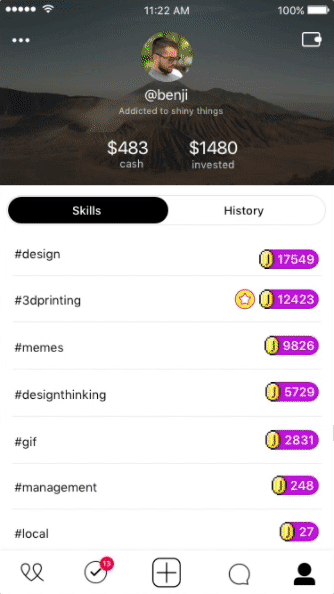 11:22 AM 100%
@benji
Addicted to shiny things
$483 $1480
cash invested
Skills History
#design 17549
#3dprinting 12423
#memes 9826
#designthinking 5729
#gif 2831
#management 248
#local 27
13